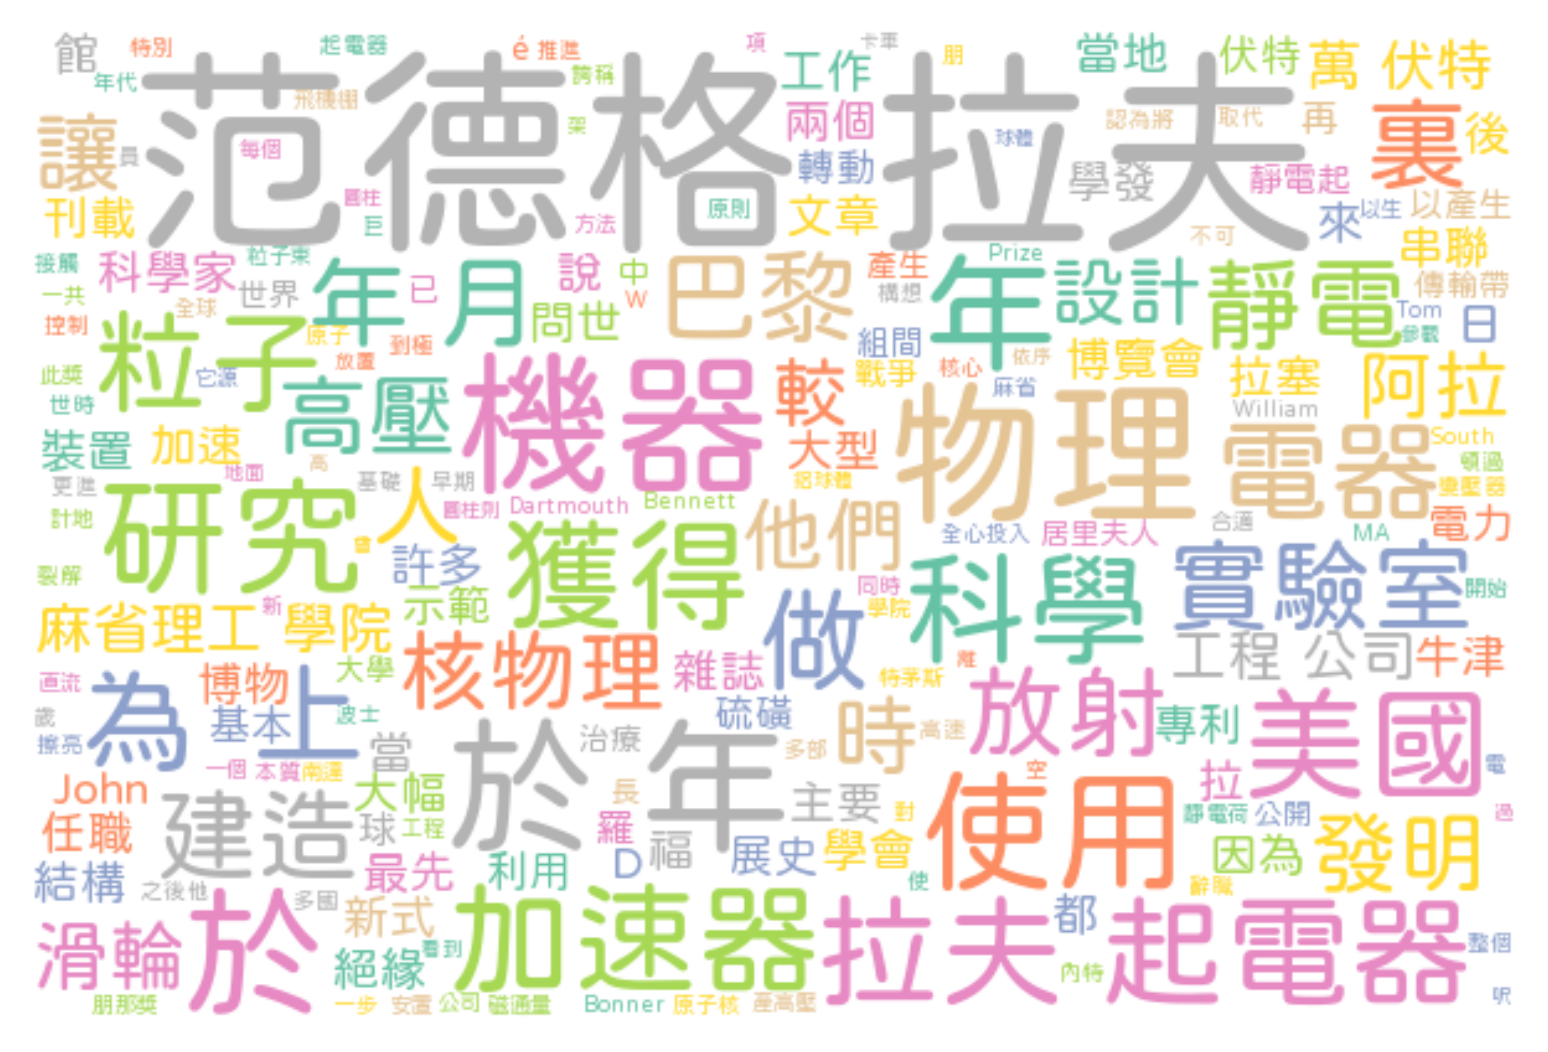 館
特別
起電器
é
推進
項
卡車
朋
工作
當地
伏特
萬 伏特
年代
飛機棚
誇稱
范德格拉夫
讓
員
每個
架
兩個
球體
認為將
取代
再
裏
後
轉動
學發
靜電起
刊載
圓柱
巨
方法
原則
文章
來
以生
以產生
不可
串聯
接觸
科學家
粒子束
年 月
已
說
中
W
巴黎
產生
構想
Prize
年
設計
靜電
傳輸帶
一共
世界
全球
問世
Tom
參觀
日
控制
粒子
原子
到極
放置
組間
核心
依序
博覽會
此獎
它源
高壓
機器
較
戰爭
麻省
拉塞
阿拉
世時
物理
William
電器
South
裝置
加速
地面
高
大型
頓過
更進
基礎
早期
鋁球體
變壓器
研究
人
圓柱則
Dartmouth
Bennett
他們
全心投入
居里夫人
合適
MA
電力
計地
曾
許多
獲得
科學
實驗室
裂解
同時
開始
麻省理工
新
學院
示範
做
學院
工程 公司
牛津
直流
博物
大學
核物理
雜誌
離
特茅斯
放射
為
上
歲
基本
波士
硫磺
時
高速
專利
美國
擦亮
當
於 年
治療
多部
一個
本質
南達
空
拉
電
John
建造
大幅
長
主要
對
使用
靜電荷
公開
過
任職
球
工程
羅
福
D
展史
學會
因為
發明
結構
之後他
最先
利用
使
辭職
多國
新式
滑輪
於
絕緣
看到
加速器
拉夫
都
起電器
整個
內特
朋那獎
一步
安置
公司
磁通量
Bonner
原子核
產高壓
呎